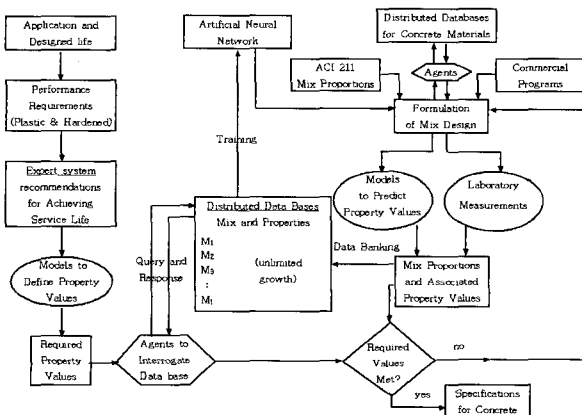 Application and
Designed life
Performance
Requirements
(Plastic & Hardened)
Expert system
recommendations
for Achieving
Service Life
Models to
Define Property
Values
Required
Property
Values
Artificial Neural
Network
Training
Distributed Data Bases
Mix and Properties
M₁
M₂
M₃
:
M₁
(unlimited
growth)
Query and
Response
Agents to
Interrogate
Data base
Distributed Databases
for Concrete Materials
Agents
ACI 211
Mix Proportions
Commercial
Programs
Formulation
of Mix Design
Models
to Predict
Property Values
Laboratory
Measurements
Data Banking
Mix Proportions
and Associated
Property Values
Required
Values
Met?
no
yes
Specifications
for Concrete